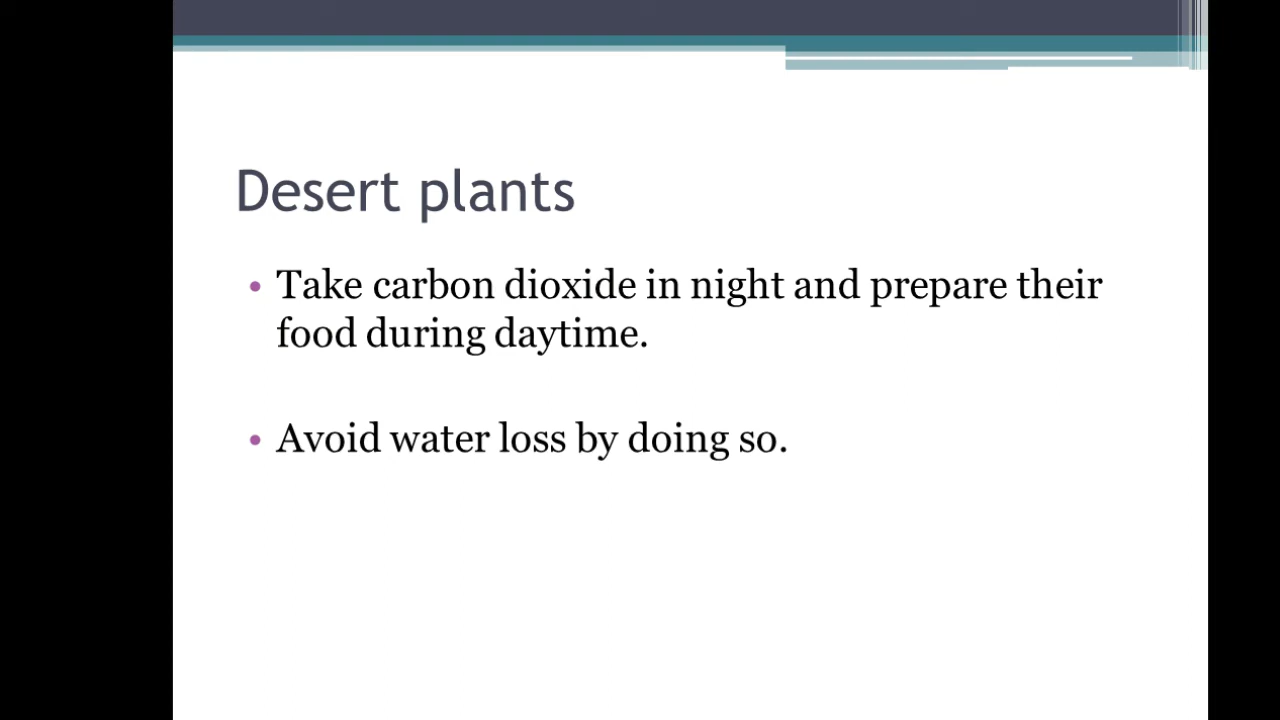 Desert plants
• Take carbon dioxide in night and prepare their
food during daytime.
• Avoid water loss by doing so.